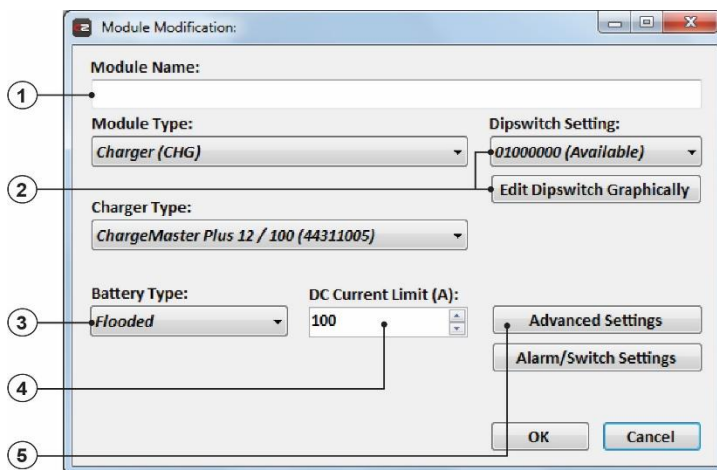 Module Modification:
Module Name:
1
Module Type:
Dipswitch Setting:
Charger (CHG)
01000000 (Available)
2
Edit Dipswitch Graphically
Charger Type:
ChargeMaster Plus 12 / 100 (44311005)
Battery Type:
DC Current Limit (A):
3
Flooded
100
Advanced Settings
Alarm/Switch Settings
4
OK
Cancel
5